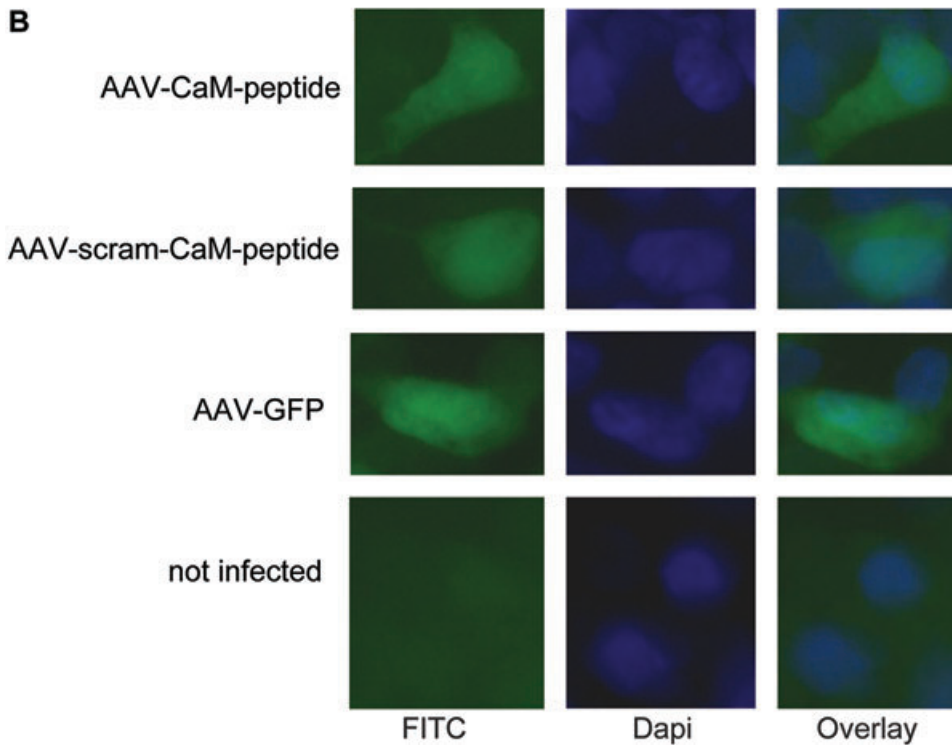 B
AAV-CaM-peptide
AAV-scram-CaM-peptide
AAV-GFP
not infected
FITC Dapi Overlay